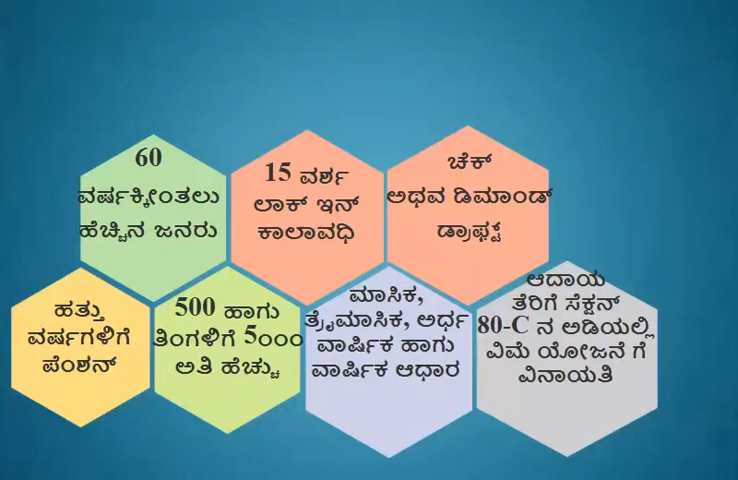 60
ವರ್ಷಕ್ಕೀಂತಲು
ಹೆಚ್ಚಿನ ಜನರು
15 ವರ್ಶ
ಲಾಕ್ ಇನ್
ಕಾಲಾವಧಿ
ಚೆಕ್
ಅಥವ ಡಿಮಾಂಡ್
ಡ್ರಾಫ್ಟ್
ಹತ್ತು
ವರ್ಷಗಳಿಗೆ
ಪೆಂಶನ್
500 ಹಾಗು
ತಿಂಗಳಿಗೆ 5೦೦೦
ಅತಿ ಹೆಚ್ಚು
ಮಾಸಿಕ,
ತ್ರೈಮಾಸಿಕ, ಅರ್ಧ
ವಾರ್ಷಿಕ ಹಾಗು
ವಾರ್ಷಿಕ ಆಧಾರ
ಆದಾಯ
ತೆರಿಗೆ ಸೆಕ್ಷನ್
80-C ನ ಅಡಿಯಲ್ಲಿ
ವಿಮೆ ಯೋಜನೆ ಗೆ
ವಿನಾಯತಿ